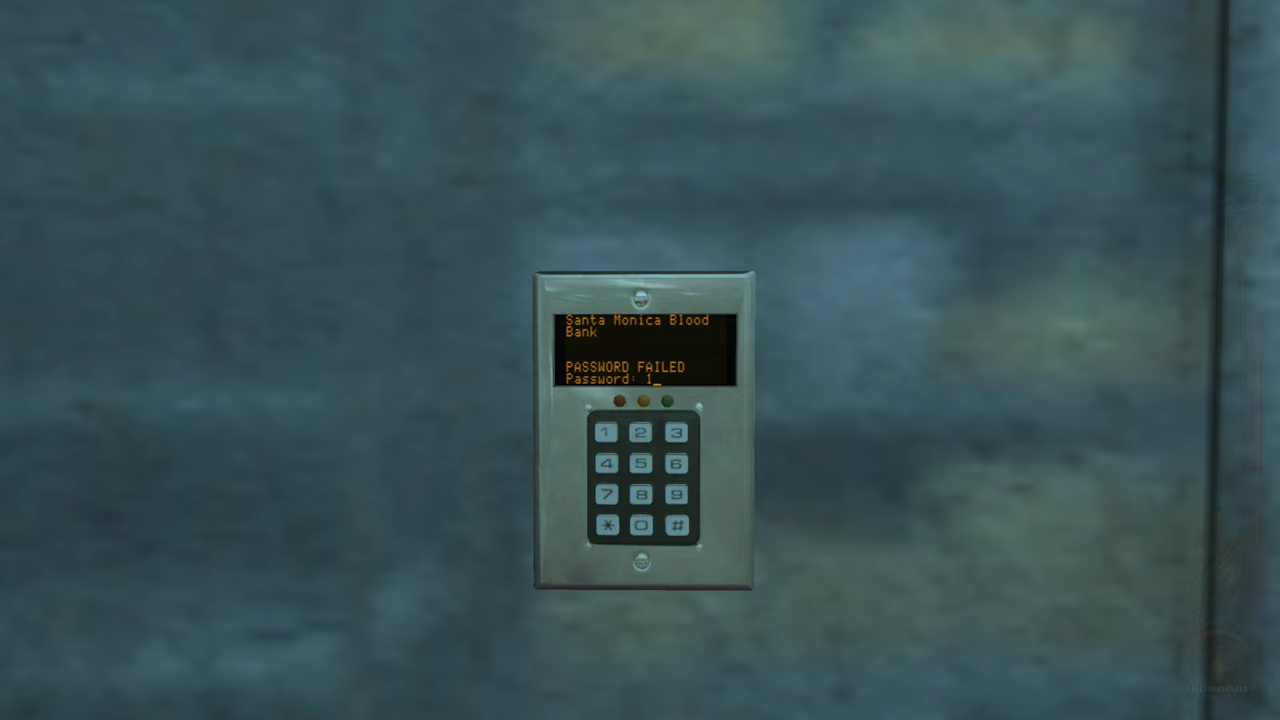 Santa Monica Blood
Bank
PASSWORD FAILED
Password: 1_
1 2 3
4 5 6
7 8 9
* 0 #